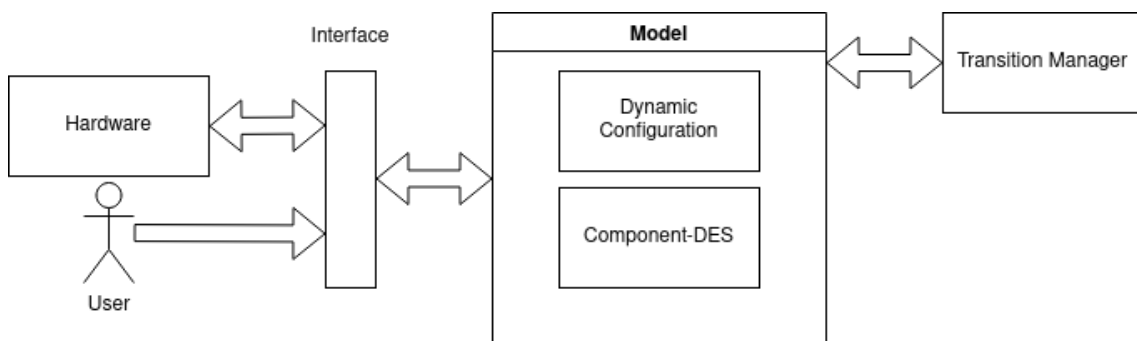 Interface
Model
Transition Manager
Hardware
Dynamic
Configuration
Component-DES
User